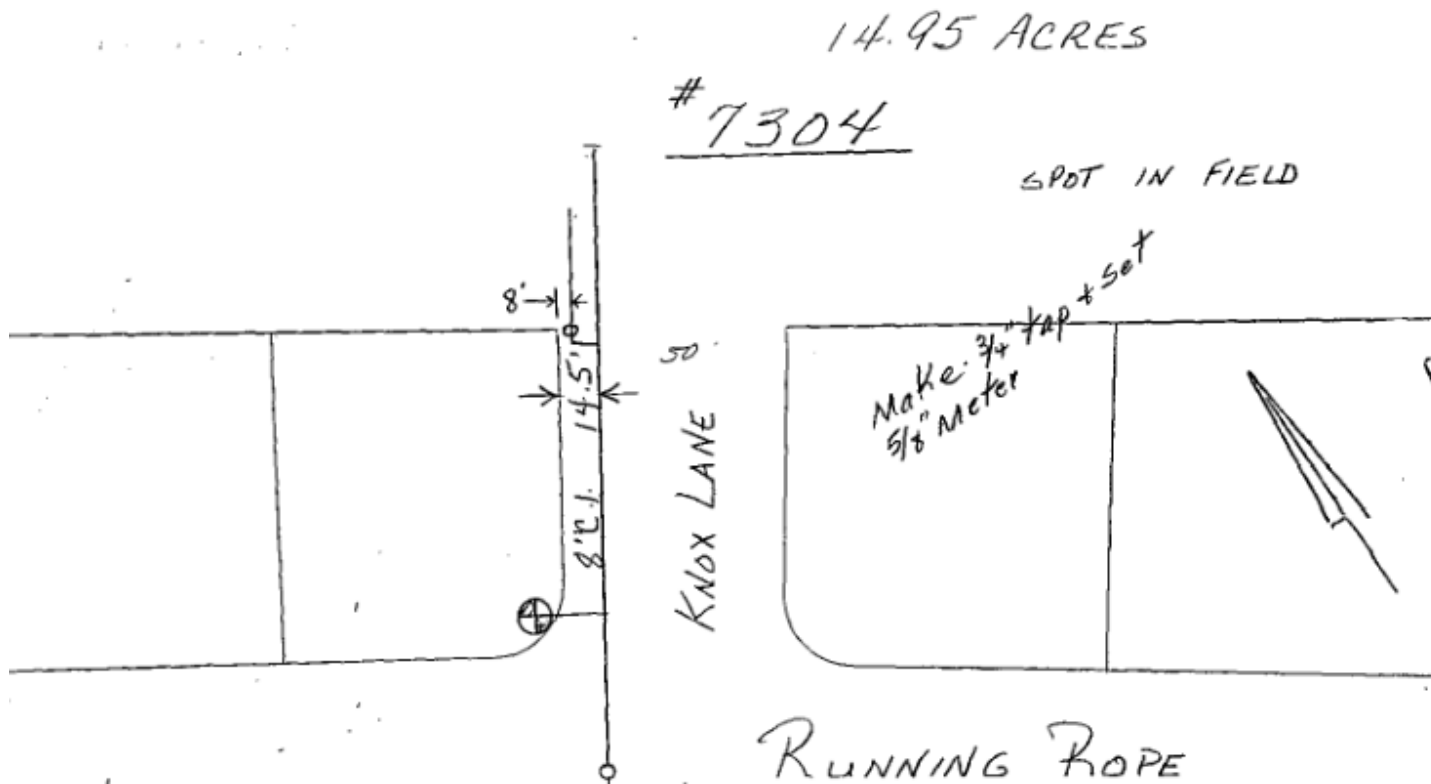 14.95 ACRES
# 7304
SPOT IN FIELD
8'
50'
Make 3/4" tap & set
5/8" Meter
14.5'
8" C.I.
KNOX LANE
RUNNING ROPE